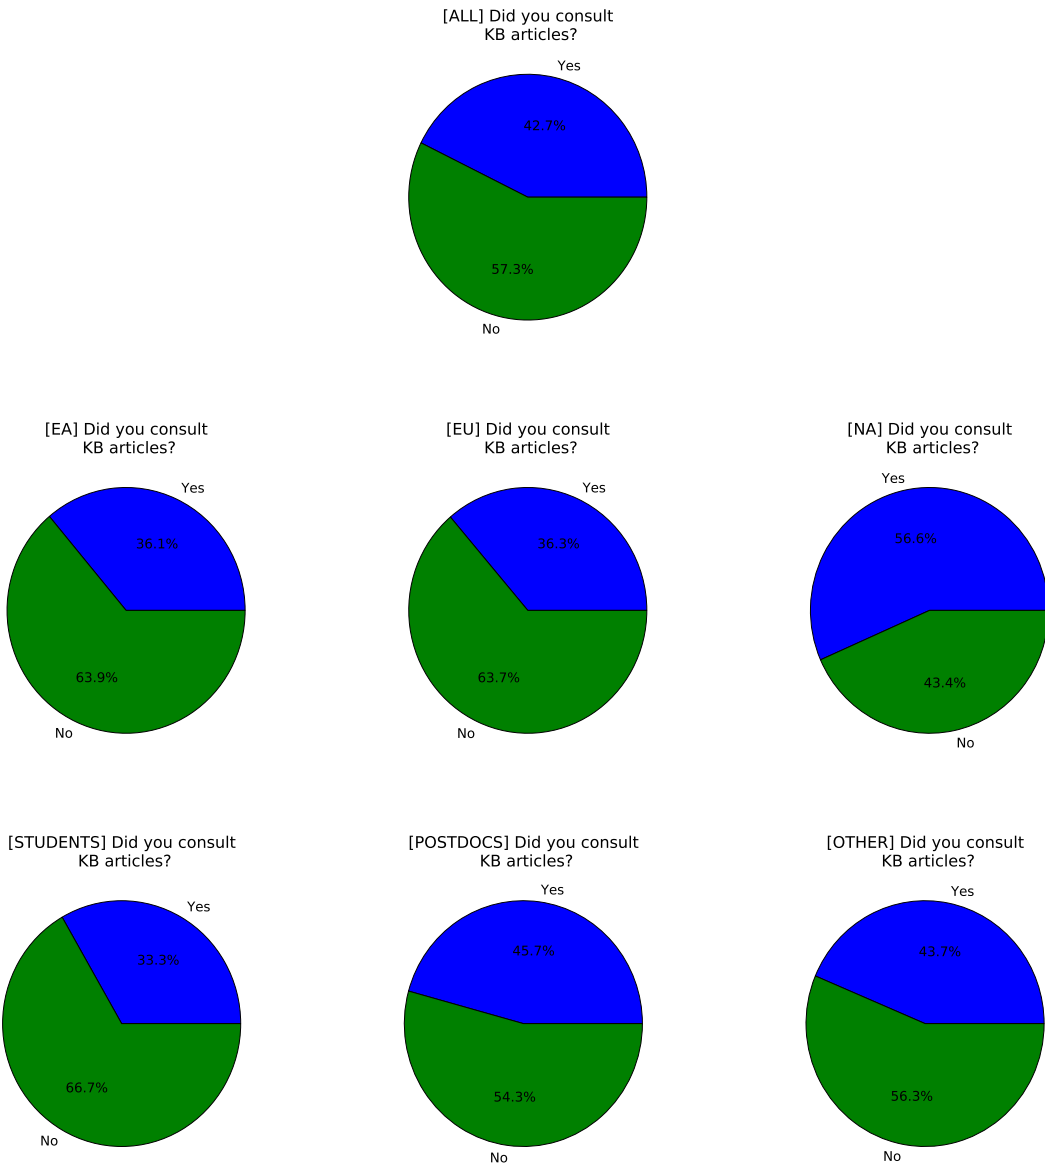 [ALL] Did you consult
KB articles?
Yes
42.7%
57.3%
No
[EA] Did you consult
KB articles?
Yes
36.1%
63.9%
No
[EU] Did you consult
KB articles?
Yes
36.3%
63.7%
No
[NA] Did you consult
KB articles?
Yes
56.6%
43.4%
No
[STUDENTS] Did you consult
KB articles?
Yes
33.3%
66.7%
No
[POSTDOCS] Did you consult
KB articles?
Yes
45.7%
54.3%
No
[OTHER] Did you consult
KB articles?
Yes
43.7%
56.3%
No